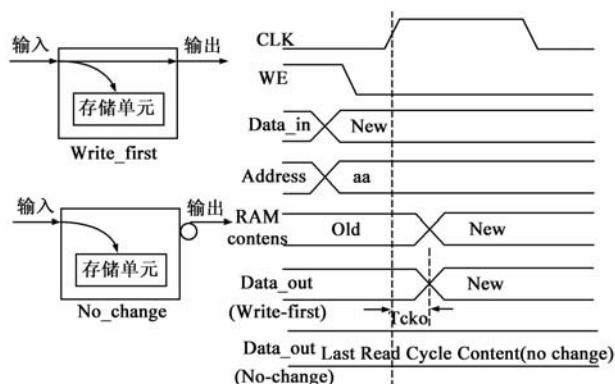 输入
输出
存储单元
Write_first
输入
输出
存储单元
No_change
CLK
WE
Data_in
New
Address
aa
RAM
contens
Old
New
Data_out
(Write-first)
New
Tcko
Data_out
Last Read Cycle Content(no change)
(No-change)